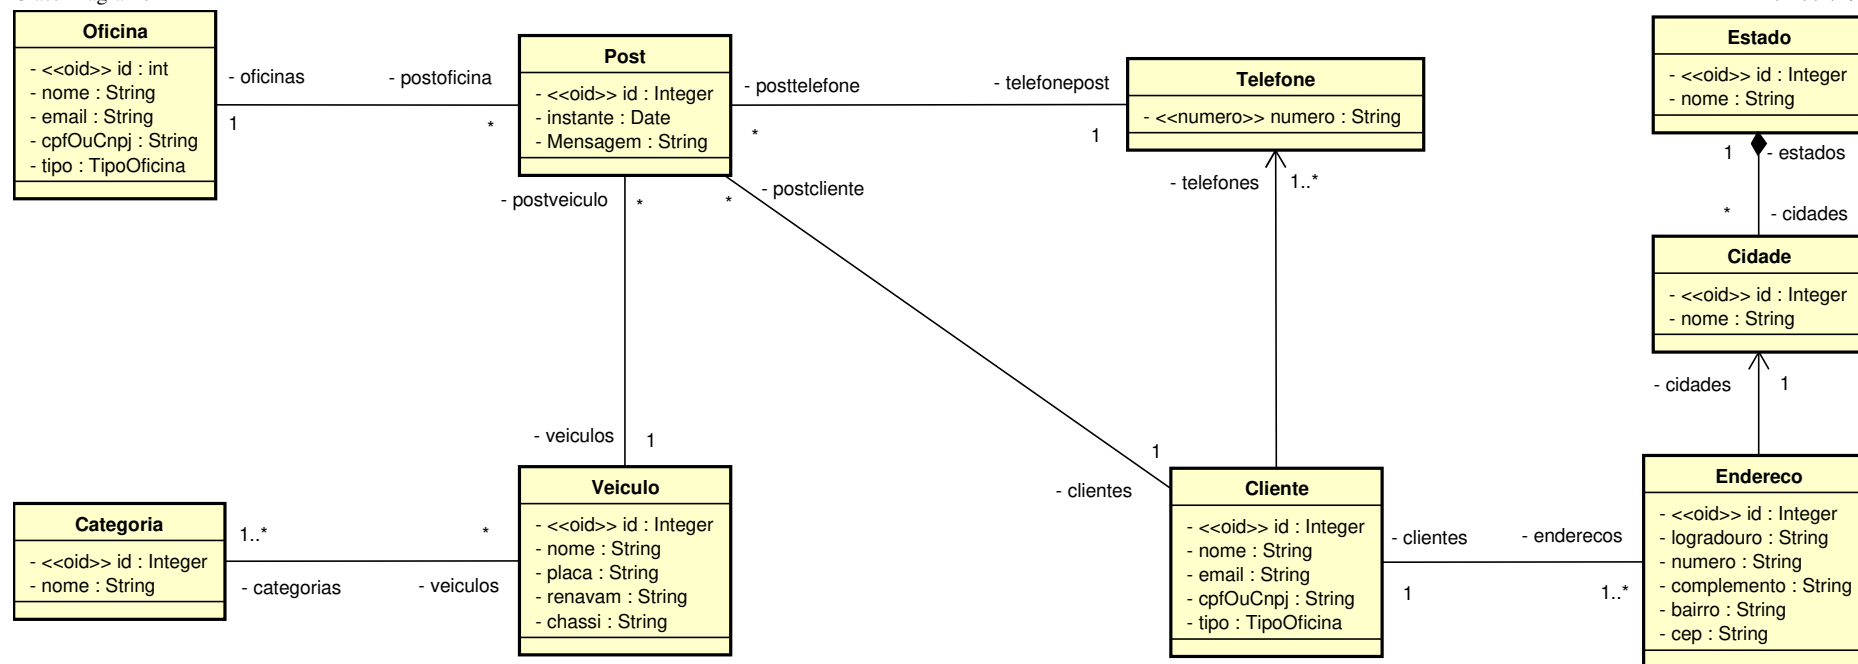 Oficina
- <<oid>> id : int
- nome : String
- email : String
- cpfOuCnpj : String
- tipo : TipoOficina
- oficinas
- postoficina
1
*
Post
- <<oid>> id : Integer
- instante : Date
- Mensagem : String
- posttelefone
- telefonepost
*
1
Telefone
- <<numero>> numero : String
- telefones
1..*
Estado
- <<oid>> id : Integer
- nome : String
1
- estados
*
- cidades
Cidade
- <<oid>> id : Integer
- nome : String
- cidades
1
- postveiculo
*
*
- postcliente
- veiculos
1
1
- clientes
Categoria
- <<oid>> id : Integer
- nome : String
1..*
*
- categorias
- veiculos
Veiculo
- <<oid>> id : Integer
- nome : String
- placa : String
- renavam : String
- chassi : String
Cliente
- <<oid>> id : Integer
- nome : String
- email : String
- cpfOuCnpj : String
- tipo : TipoOficina
- clientes
- enderecos
1
1..*
Endereco
- <<oid>> id : Integer
- logradouro : String
- numero : String
- complemento : String
- bairro : String
- cep : String